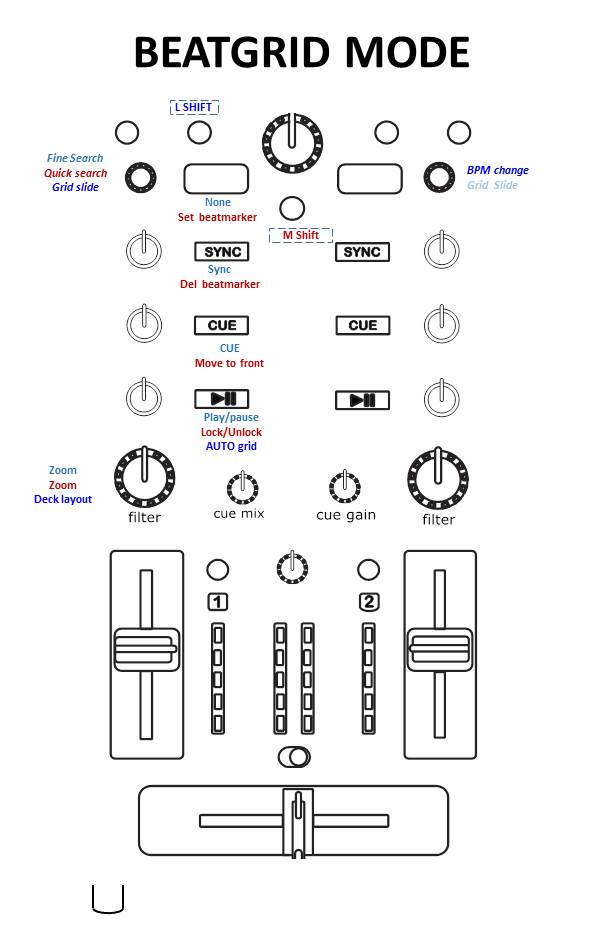 BEATGRID MODE
L SHIFT
Fine Search
Quick search
Grid slide
BPM change
Grid Slide
None
Set beatmarker
M Shift
SYNC
SYNC
Sync
Del beatmarker
CUE
CUE
CUE
Move to front
Play/pause
Lock/Unlock
AUTO grid
Zoom
Zoom
Deck layout
filter
cue mix
cue gain
filter
1
2